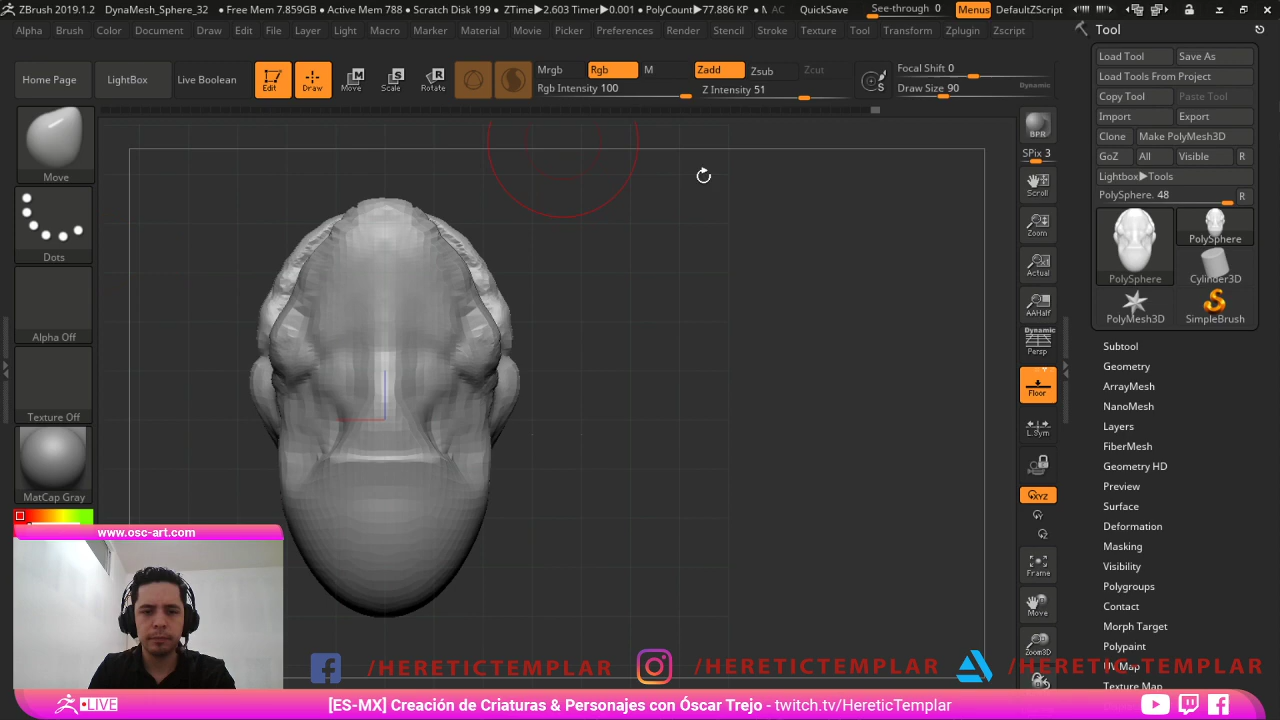 ZBrush 2019.1.2 DynaMesh_Sphere_32 • Free Mem 7.859GB • Active Mem 788 • Scratch Disk 199 • ZTime▶2.603 Timer▶0.001 • PolyCount▶77.886 KP • M AC QuickSave See-through 0 Menus DefaultZScript
Alpha Brush Color Document Draw Edit File Layer Light Macro Marker Material Movie Picker Preferences Render Stencil Stroke Texture Tool Transform Zplugin Zscript
Home Page LightBox Live Boolean Edit Draw Move Scale Rotate
Mrgb Rgb M Zadd Zsub Zcut
Rgb Intensity 100 Z Intensity 51
Focal Shift 0
Draw Size 90 Dynamic
Move
Dots
Alpha Off
Texture Off
MatCap Gray
BPR
SPix 3
Scroll
Zoom
Actual
AAHalf
Dynamic
Persp
Floor
L.Sym
XYZ
Y
Z
Frame
Move
Zoom3D
Tool
Load Tool Save As
Load Tools From Project
Copy Tool Paste Tool
Import Export
Clone Make PolyMesh3D
GoZ All Visible R
Lightbox▶Tools
PolySphere. 48 R
PolySphere PolySphere
Cylinder3D
PolyMesh3D SimpleBrush
Subtool
Geometry
ArrayMesh
NanoMesh
Layers
FiberMesh
Geometry HD
Preview
Surface
Deformation
Masking
Visibility
Polygroups
Contact
Morph Target
Polypaint
UV Map
Texture Map
www.osc-art.com
/HERETICTEMPLAR /HERETICTEMPLAR /HERETIC_TEMPLAR
LIVE [ES-MX] Creación de Criaturas & Personajes con Óscar Trejo - twitch.tv/HereticTemplar